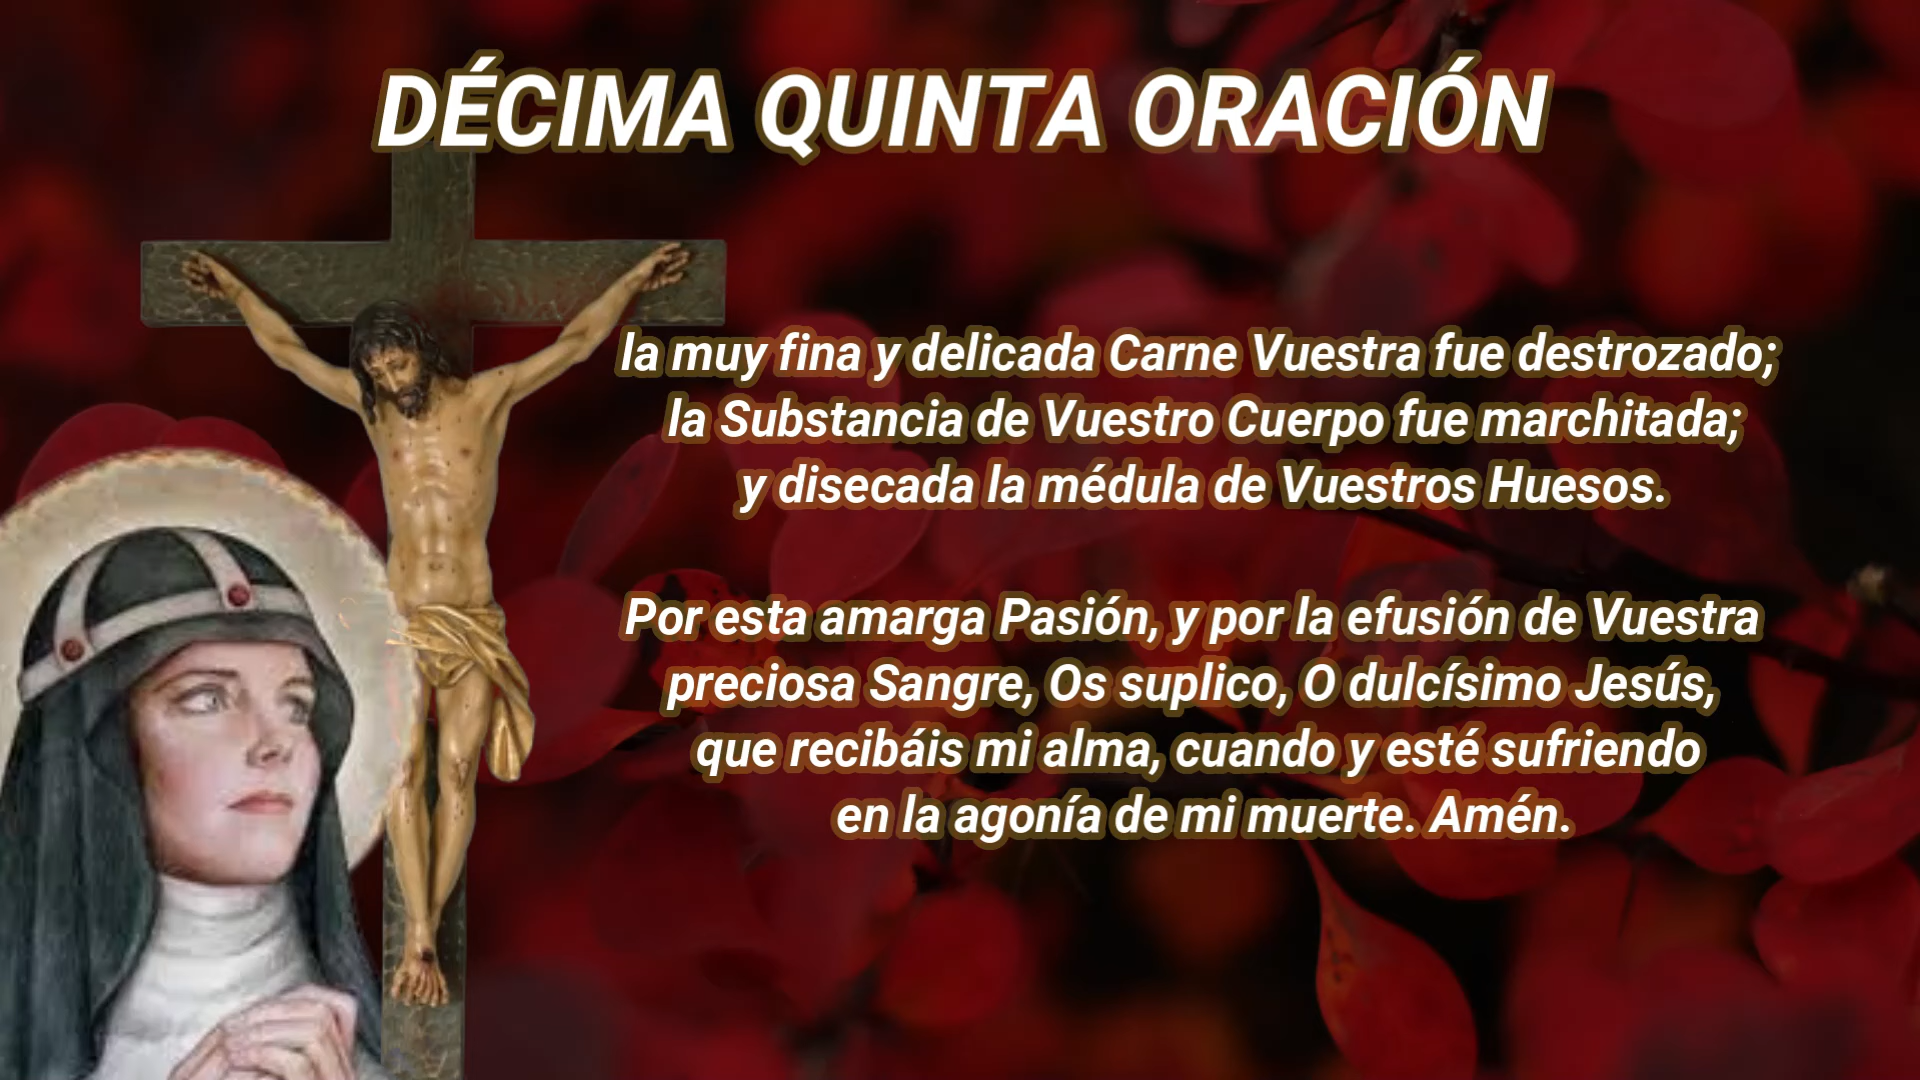 DÉCIMA QUINTA ORACIÓN
la muy fina y delicada Carne Vuestra fue destrozado;
la Substancia de Vuestro Cuerpo fue marchitada;
y disecada la médula de Vuestros Huesos.
Por esta amarga Pasión, y por la efusión de Vuestra
preciosa Sangre, Os suplico, O dulcísimo Jesús,
que recibáis mi alma, cuando y esté sufriendo
en la agonía de mi muerte. Amén.